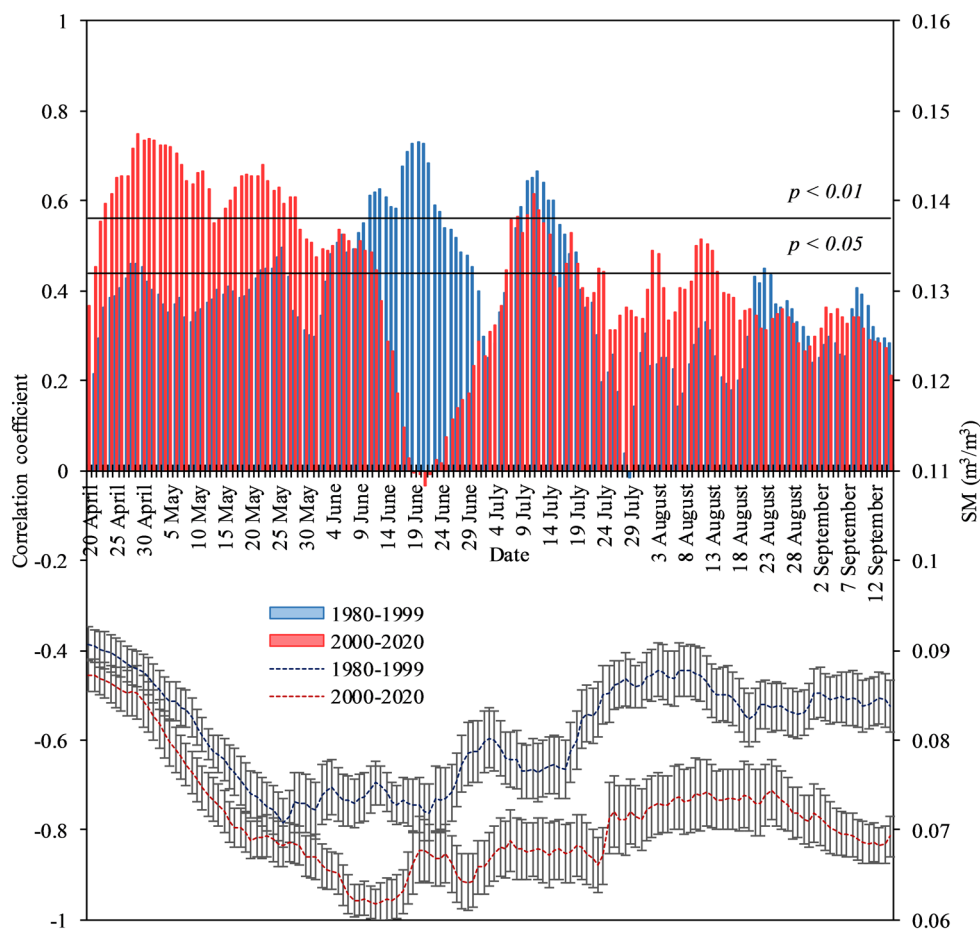 1
0.8
0.6
0.4
0.2
0
-0.2
-0.4
-0.6
-0.8
-1
Correlation coefficient
0.16
0.15
0.14
0.13
0.12
0.11
0.1
0.09
0.08
0.07
0.06
SM (m³/m³)
p < 0.01
p < 0.05
20 April
25 April
30 April
5 May
10 May
15 May
20 May
25 May
30 May
4 June
9 June
14 June
19 June
24 June
29 June
4 July
9 July
14 July
19 July
24 July
29 July
3 August
8 August
13 August
18 August
23 August
28 August
2 September
7 September
12 September
Date
1980-1999
2000-2020
1980-1999
2000-2020